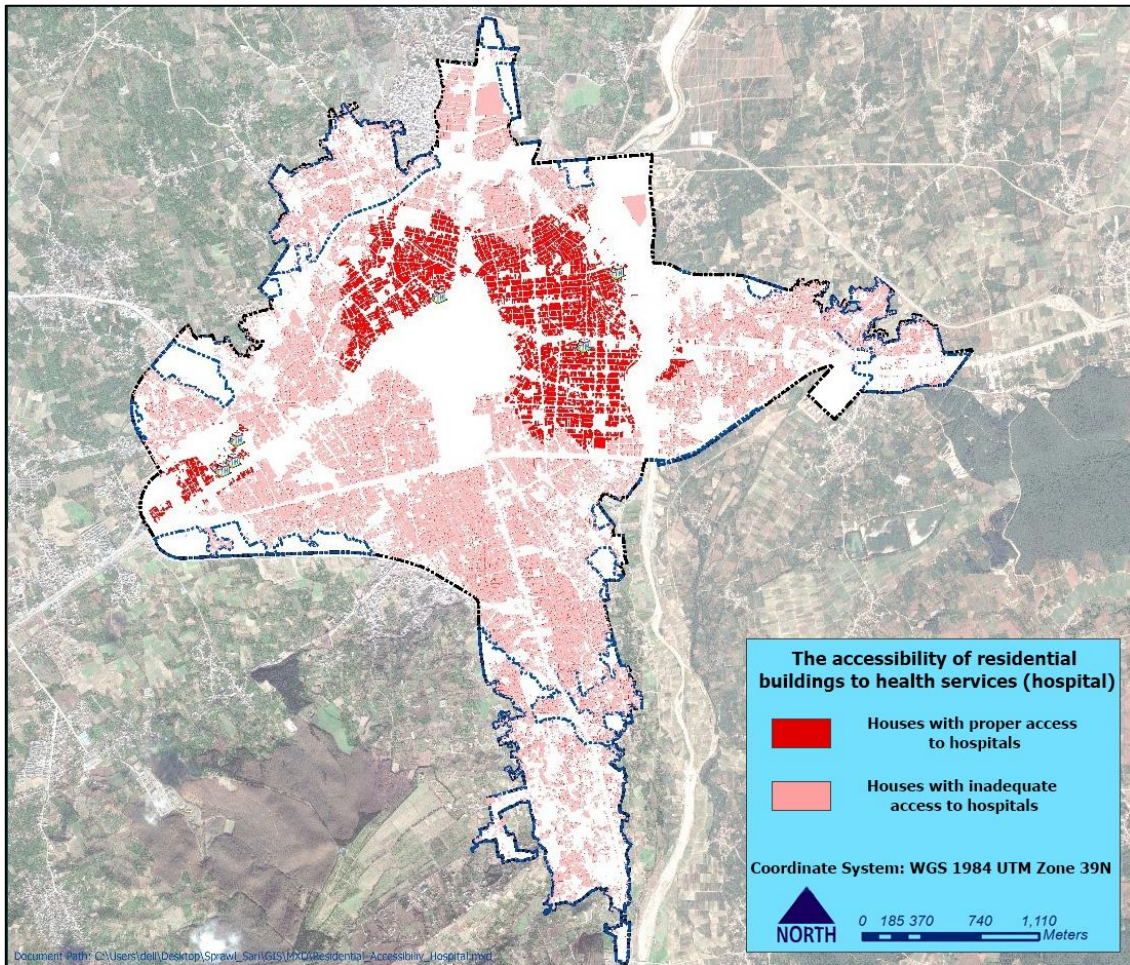 The accessibility of residential
buildings to health services (hospital)
Houses with proper access
to hospitals
Houses with inadequate
access to hospitals
Coordinate System: WGS 1984 UTM Zone 39N
NORTH
0 185 370 740 1,110
Meters
Document Path: C:\Users\dell\Desktop\Sprawl_Sari\GIS\MXD\Residential_Accessibiliy_Hospital.mxd